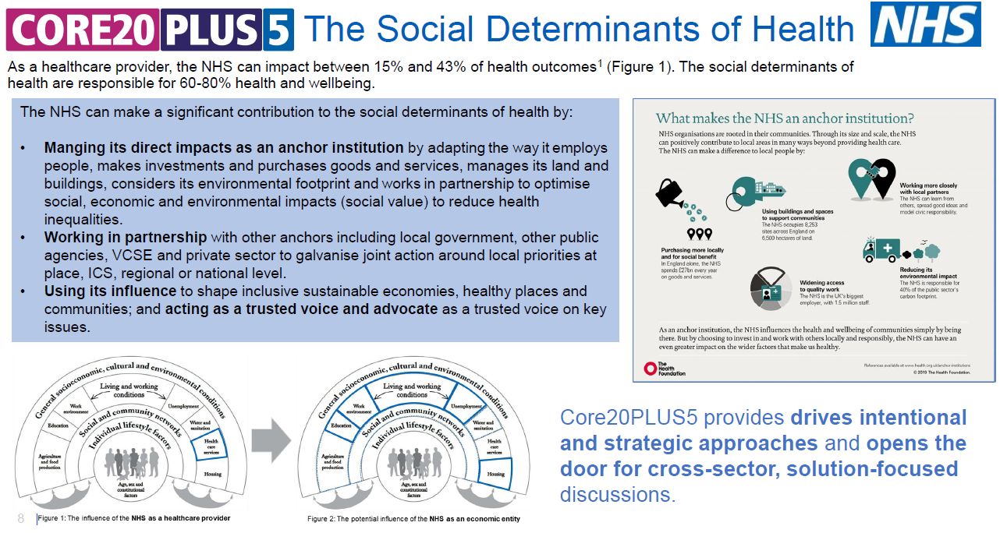 CORE20 PLUS 5 The Social Determinants of Health NHS
As a healthcare provider, the NHS can impact between 15% and 43% of health outcomes1 (Figure 1). The social determinants of
health are responsible for 60-80% health and wellbeing.
The NHS can make a significant contribution to the social determinants of health by:
• Manging its direct impacts as an anchor institution by adapting the way it employs
people, makes investments and purchases goods and services, manages its land and
buildings, considers its environmental footprint and works in partnership to optimise
social, economic and environmental impacts (social value) to reduce health
inequalities.
• Working in partnership with other anchors including local government, other public
agencies, VCSE and private sector to galvanise joint action around local priorities at
place, ICS, regional or national level.
• Using its influence to shape inclusive sustainable economies, healthy places and
communities; and acting as a trusted voice and advocate as a trusted voice on key
issues.
What makes the NHS an anchor institution?
NHS organisations are rooted in their communities. Through its size and scale, the NHS
can positively contribute to local areas in many ways beyond providing health care.
The NHS can make a difference to local people by:
Working more closely
with local partners
The NHS can learn from
others, spread good ideas and
model civic responsibility.
Using buildings and spaces
to support communities
The NHS occupies 8,253
sites across England on
6,500 hectares of land.
Purchasing more locally
and for social benefit
In England alone, the NHS
spends £27bn every year
on goods and services.
Reducing its
environmental impact
The NHS is responsible for
40% of the public sector's
carbon footprint.
Widening access
to quality work
The NHS is the UK's biggest
employer, with 1.5 million staff.
As an anchor institution, the NHS influences the health and wellbeing of communities simply by being
there. But by choosing to invest in and work with others locally and responsibly, the NHS can have an
even greater impact on the wider factors that make us healthy.
The
Health
Foundation
References available at www.health.org.uk/anchor-institutions
© 2019 The Health Foundation.
General socioeconomic, cultural and environmental conditions
Living and working
conditions
Work
environment
Unemployment
Education
Water and
sanitation
Social and community networks
Individual lifestyle factors
Health
care
services
Agriculture
and food
production
Housing
Age, sex and
constitutional
factors
8
Figure 1: The influence of the NHS as a healthcare provider
General socioeconomic, cultural and environmental conditions
Living and working
conditions
Work
environment
Unemployment
Education
Water and
sanitation
Social and community networks
Individual lifestyle factors
Health
care
services
Agriculture
and food
production
Housing
Age, sex and
constitutional
factors
Figure 2: The potential influence of the NHS as an economic entity
Core20PLUS5 provides drives intentional
and strategic approaches and opens the
door for cross-sector, solution-focused
discussions.